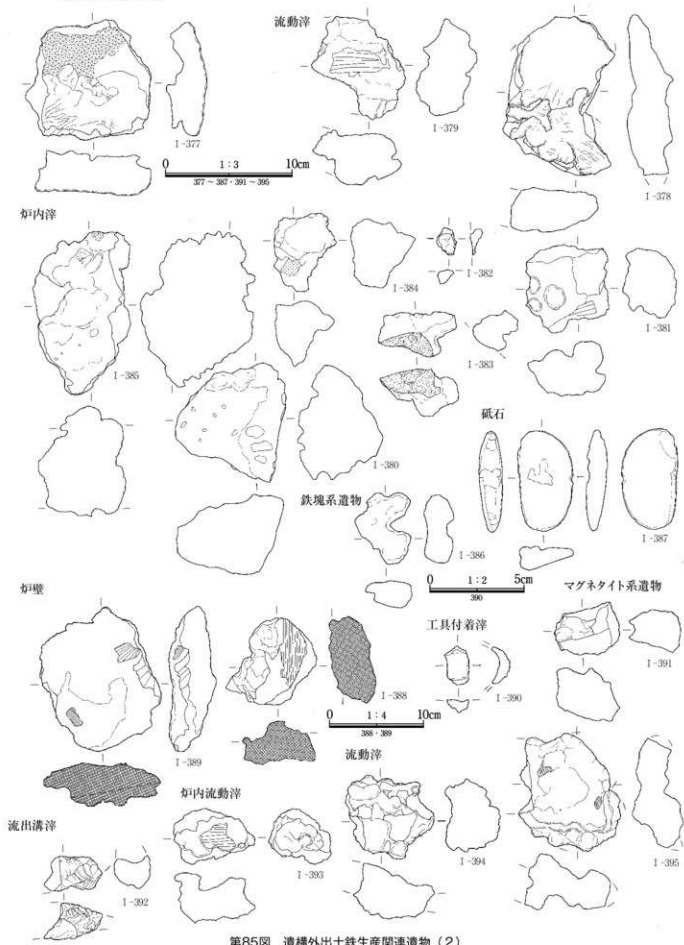 流動滓
I-377
I-379
I-378
0 1:3 10cm
377～387・391～395
炉内滓
I-385
I-384
I-382
I-383
I-381
I-380
砥石
I-387
鉄塊系遺物
I-386
0 1:2 5cm
390
マグネタイト系遺物
炉壁
工具付着滓
I-391
I-389
I-388
I-390
0 1:4 10cm
388・389
流動滓
流出溝滓
炉内流動滓
I-392
I-393
I-394
I-395
第85図 遺構外出土鉄生産関連遺物（2）